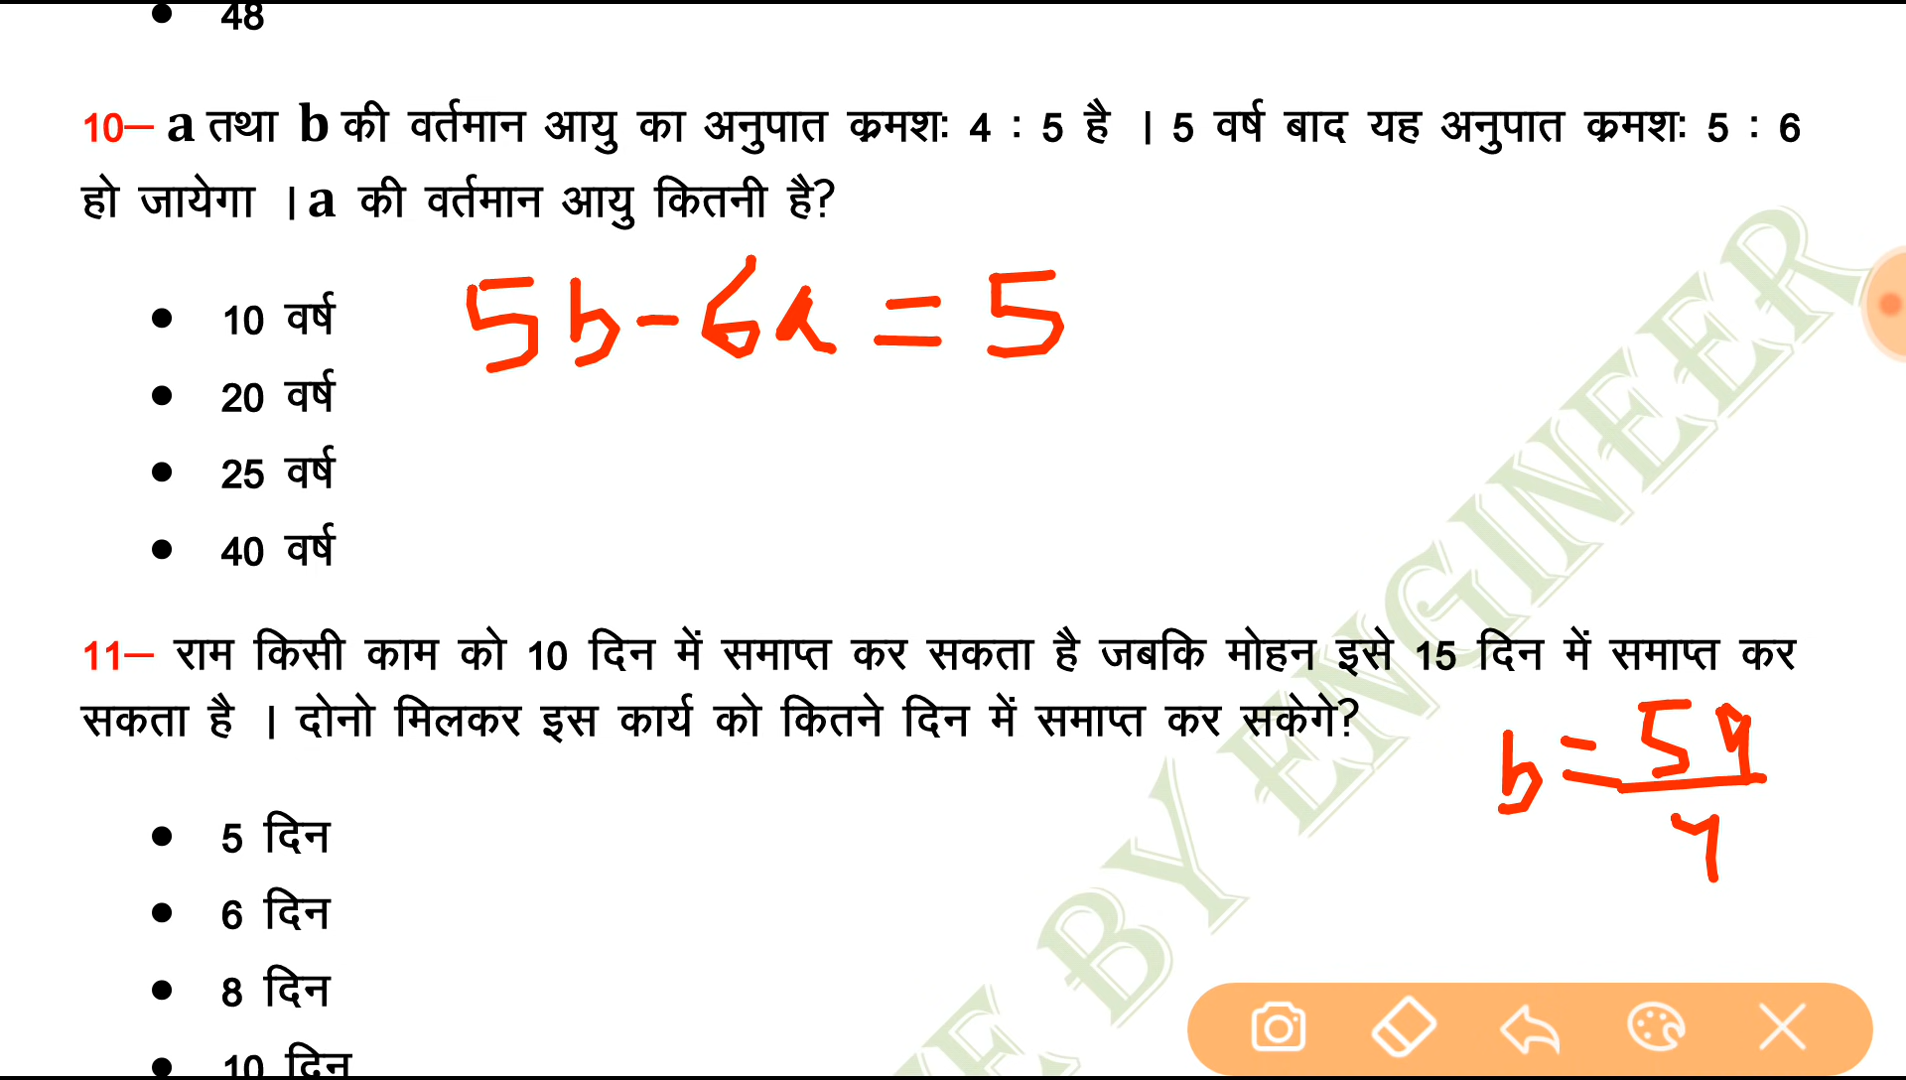 • 48
10– a तथा b की वर्तमान आयु का अनुपात क्रमशः 4 : 5 है । 5 वर्ष बाद यह अनुपात क्रमशः 5 : 6
हो जायेगा ।a की वर्तमान आयु कितनी है?
5b-6a=5
• 10 वर्ष
• 20 वर्ष
• 25 वर्ष
• 40 वर्ष
11– राम किसी काम को 10 दिन में समाप्त कर सकता है जबकि मोहन इसे 15 दिन में समाप्त कर
सकता है । दोनो मिलकर इस कार्य को कितने दिन में समाप्त कर सकेगे?
b=5a/4
• 5 दिन
• 6 दिन
• 8 दिन
• 10 दिन
BY ENGINEER